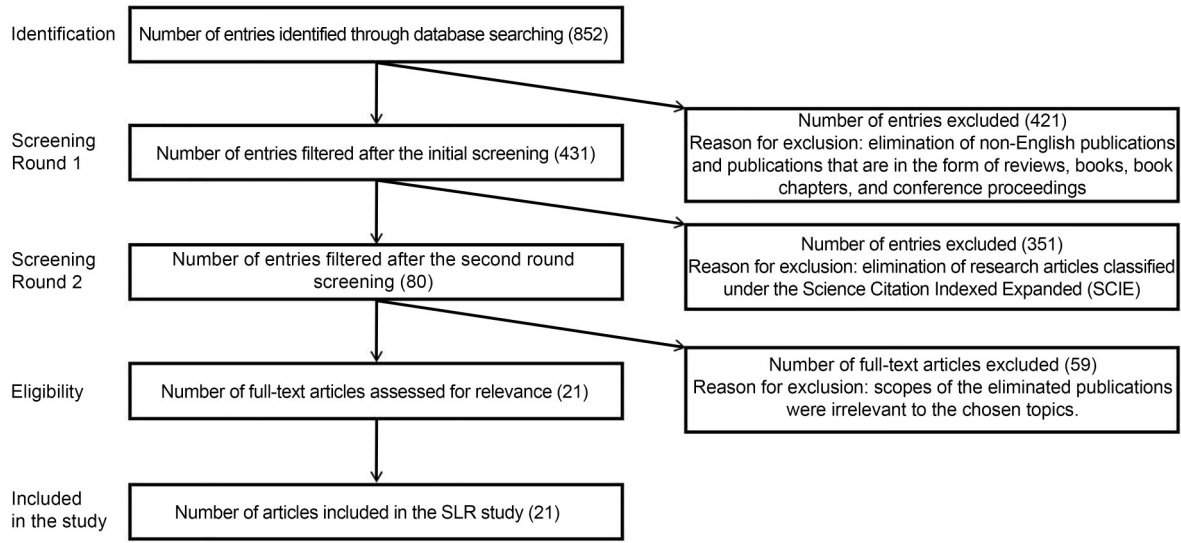 Identification
Number of entries identified through database searching (852)
Number of entries excluded (421)
Reason for exclusion: elimination of non-English publications
and publications that are in the form of reviews, books, book
chapters, and conference proceedings
Screening
Round 1
Number of entries filtered after the initial screening (431)
Number of entries excluded (351)
Reason for exclusion: elimination of research articles classified
under the Science Citation Indexed Expanded (SCIE)
Screening
Round 2
Number of entries filtered after the second round
screening (80)
Number of full-text articles excluded (59)
Reason for exclusion: scopes of the eliminated publications
were irrelevant to the chosen topics.
Eligibility
Number of full-text articles assessed for relevance (21)
Included
in the study
Number of articles included in the SLR study (21)